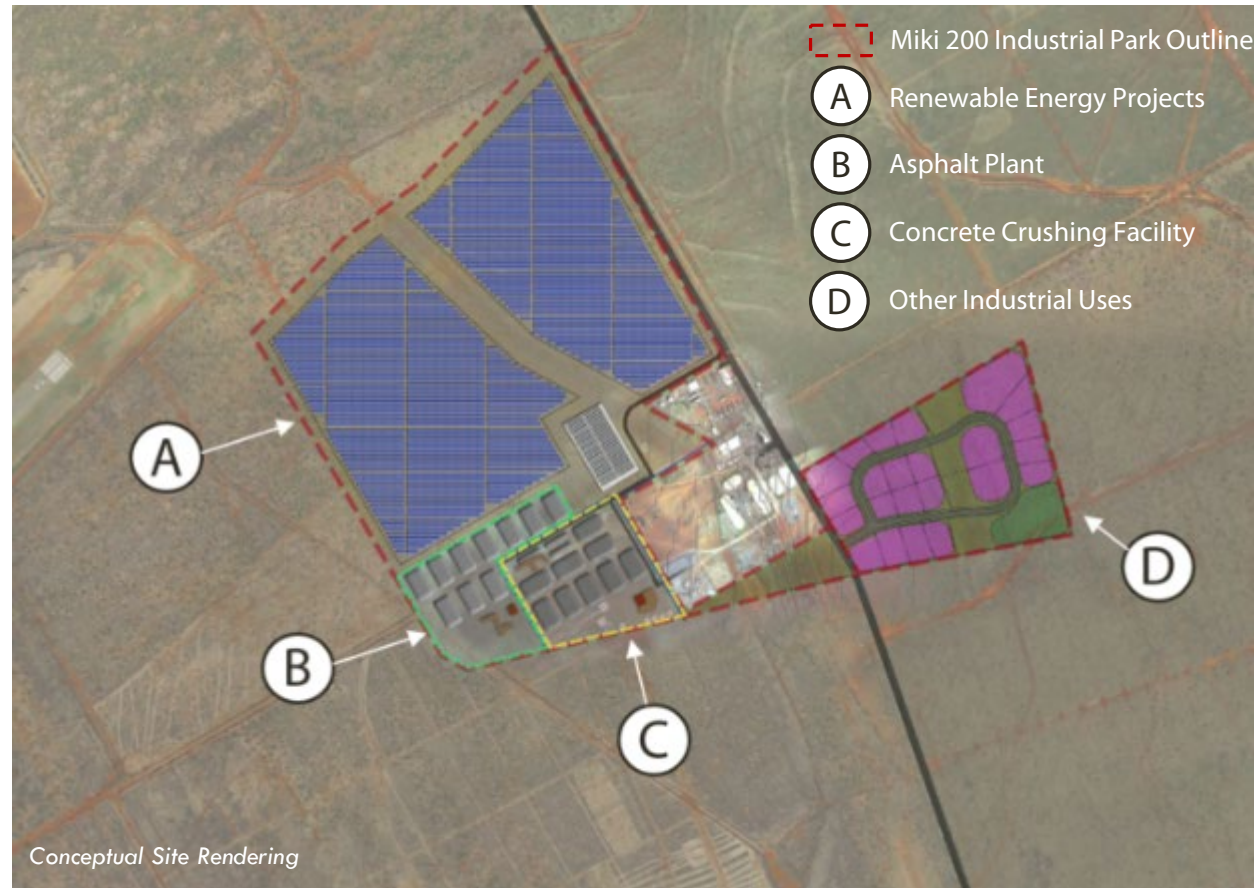 Miki 200 Industrial Park Outline
A Renewable Energy Projects
B Asphalt Plant
C Concrete Crushing Facility
D Other Industrial Uses
A
D
B
C
Conceptual Site Rendering